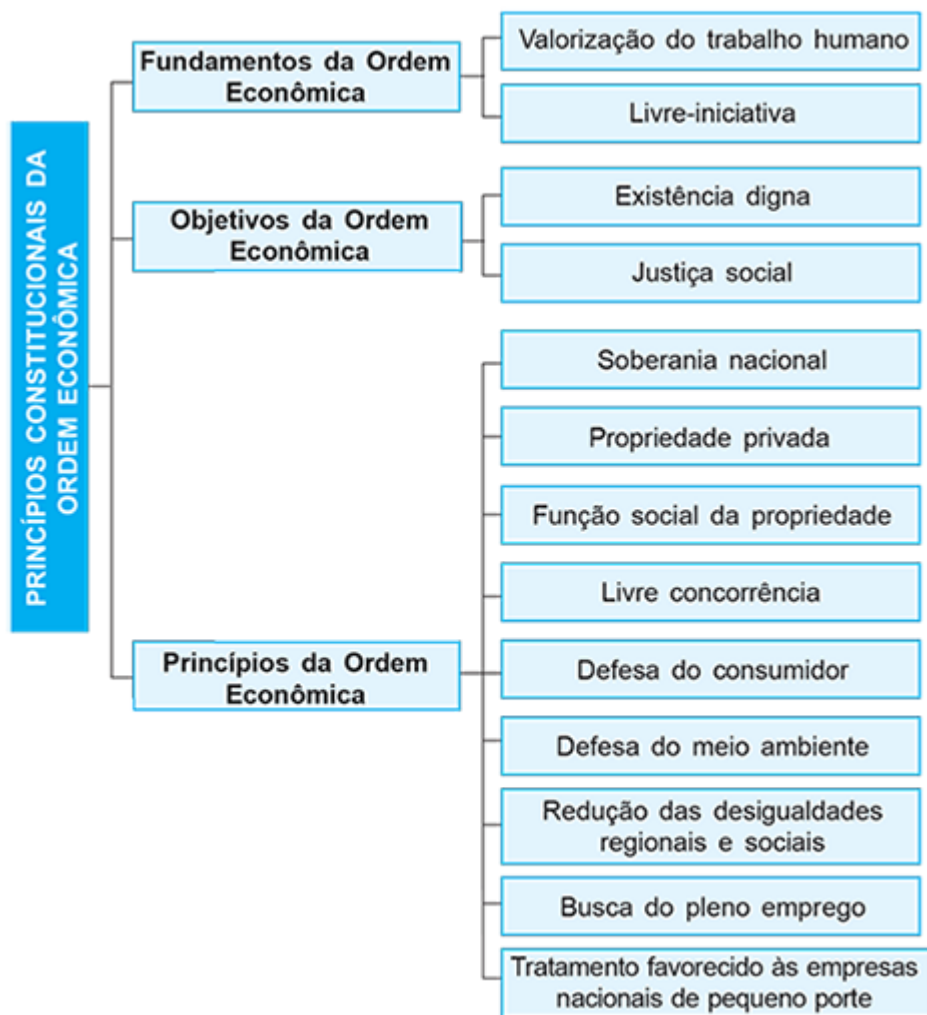 PRINCÍPIOS CONSTITUCIONAIS DA
ORDEM ECONÔMICA
Fundamentos da Ordem
Econômica
Valorização do trabalho humano
Livre-iniciativa
Objetivos da Ordem
Econômica
Existência digna
Justiça social
Princípios da Ordem
Econômica
Soberania nacional
Propriedade privada
Função social da propriedade
Livre concorrência
Defesa do consumidor
Defesa do meio ambiente
Redução das desigualdades
regionais e sociais
Busca do pleno emprego
Tratamento favorecido às empresas
nacionais de pequeno porte